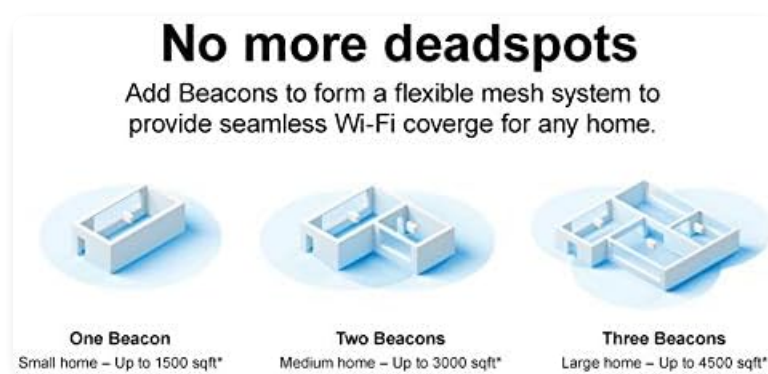 No more deadspots
Add Beacons to form a flexible mesh system to
provide seamless Wi-Fi coverge for any home.
One Beacon
Small home – Up to 1500 sqft*
Two Beacons
Medium home – Up to 3000 sqft*
Three Beacons
Large home – Up to 4500 sqft*